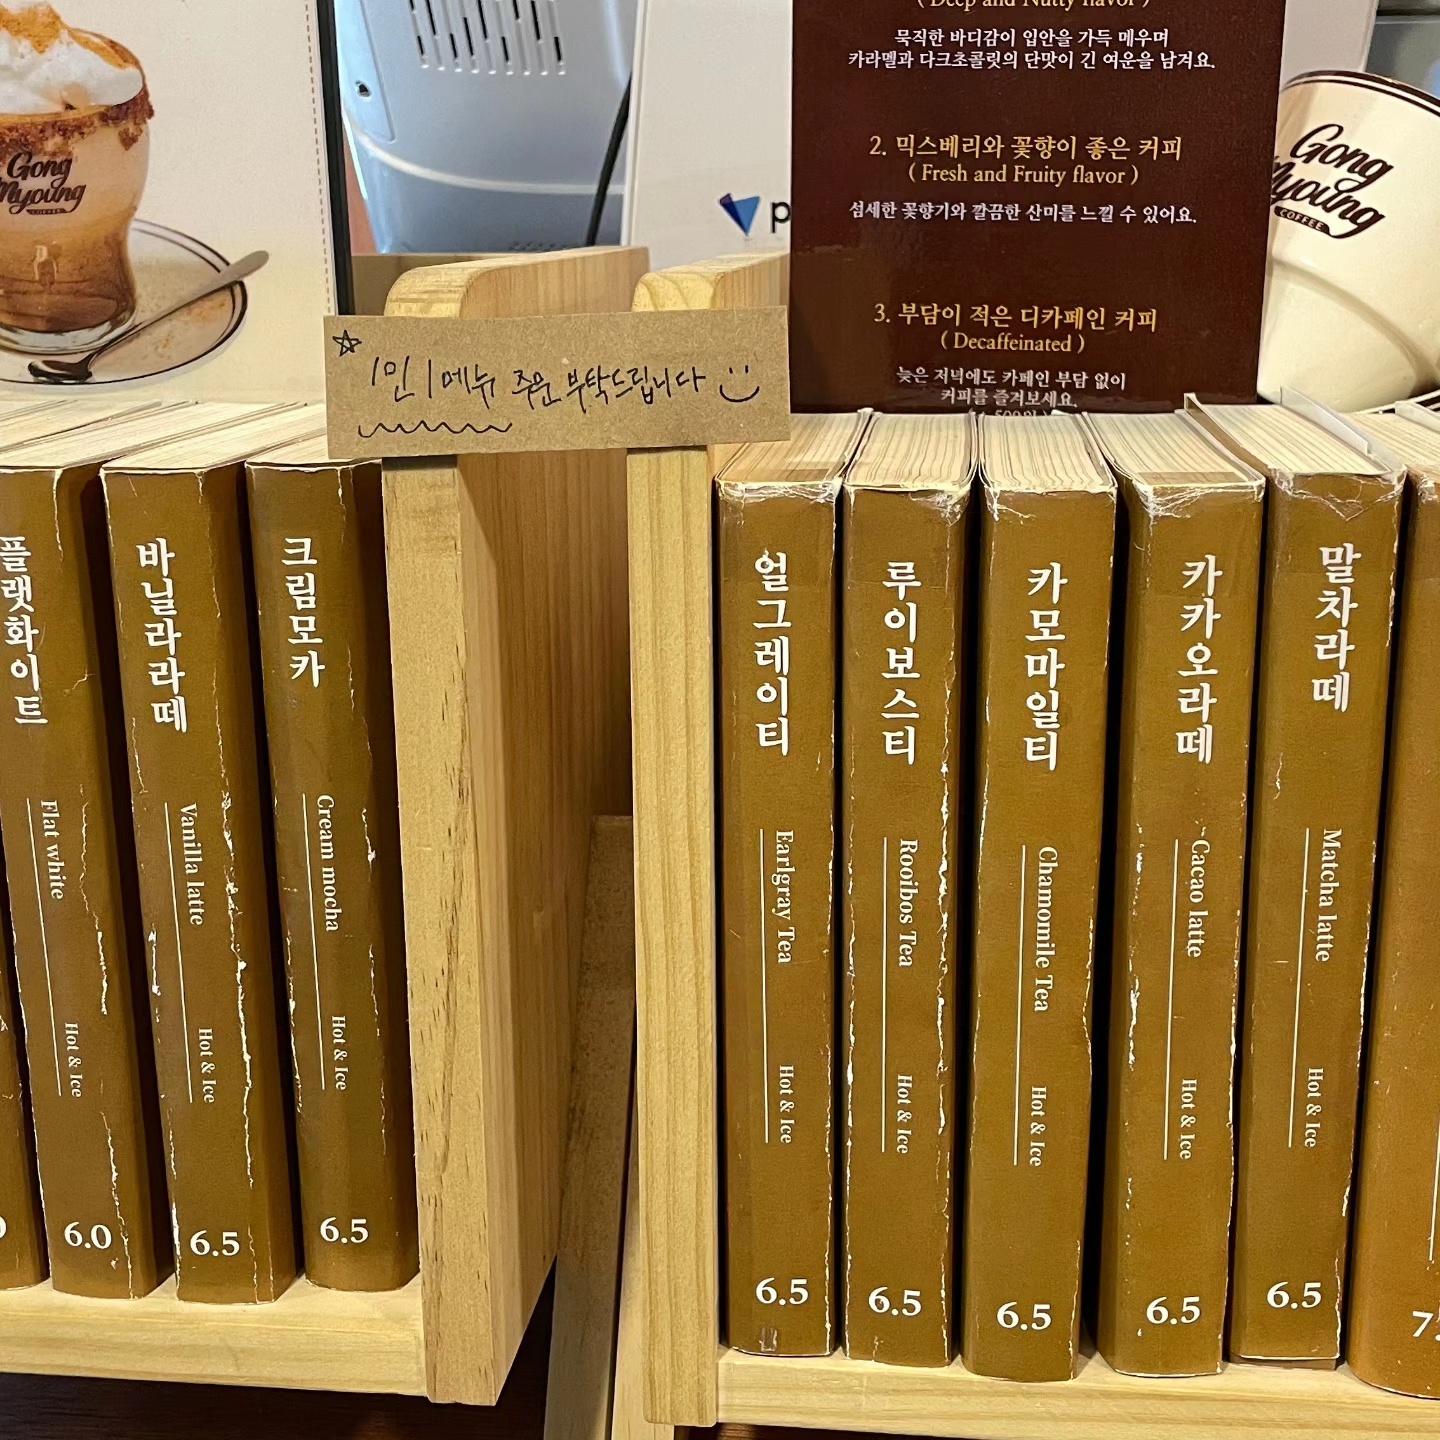 Gong
Myoung
COFFEE
( Deep and Nutty flavor )
묵직한 바디감이 입안을 가득 메우며
카라멜과 다크초콜릿의 단맛이 긴 여운을 남겨요.
2. 믹스베리와 꽃향이 좋은 커피
( Fresh and Fruity flavor )
섬세한 꽃향기와 깔끔한 산미를 느낄 수 있어요.
3. 부담이 적은 디카페인 커피
( Decaffeinated )
늦은 저녁에도 카페인 부담 없이
커피를 즐겨보세요.
Gong
Myoung
COFFEE
p
1인 1메뉴 주문 부탁드립니다
플랫화이트
Flat white
Hot & Ice
6.0
바닐라라떼
Vanilla latte
Hot & Ice
6.5
크림모카
Cream mocha
Hot & Ice
6.5
얼그레이티
Earlgray Tea
Hot & Ice
6.5
루이보스티
Rooibos Tea
Hot & Ice
6.5
카모마일티
Chamomile Tea
Hot & Ice
6.5
카카오라떼
Cacao latte
Hot & Ice
6.5
말차라떼
Matcha latte
Hot & Ice
6.5